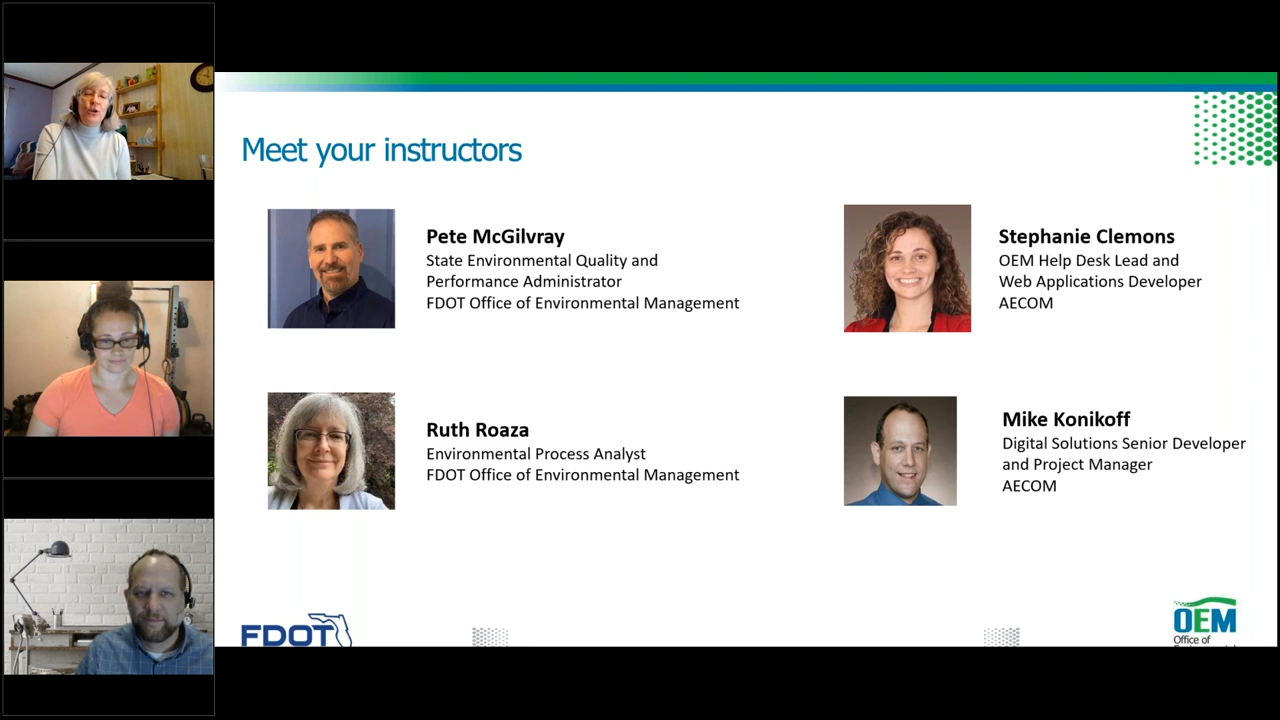 Meet your instructors
Pete McGilvray
State Environmental Quality and
Performance Administrator
FDOT Office of Environmental Management
Stephanie Clemons
OEM Help Desk Lead and
Web Applications Developer
AECOM
Ruth Roaza
Environmental Process Analyst
FDOT Office of Environmental Management
Mike Konikoff
Digital Solutions Senior Developer
and Project Manager
AECOM
FDOT
OEM
Office of